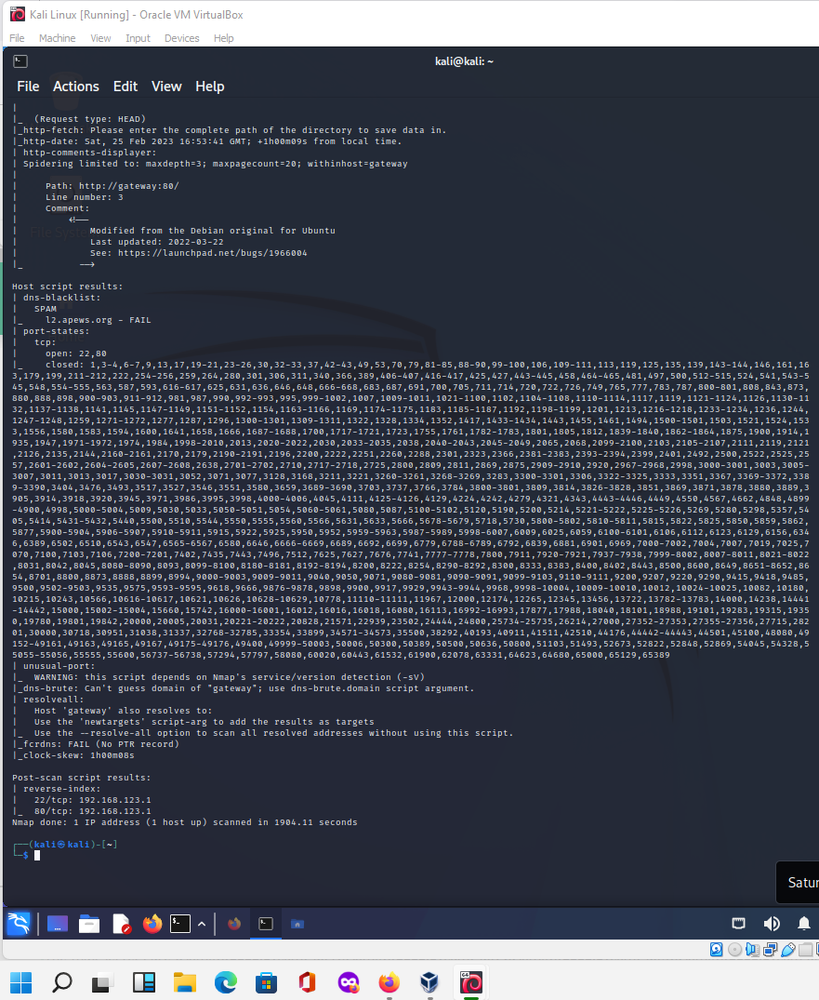 Kali Linux [Running] - Oracle VM VirtualBox
File Machine View Input Devices Help
kali@kali: ~
File Actions Edit View Help
|
|_  (Request type: HEAD)
|_http-fetch: Please enter the complete path of the directory to save data in.
|_http-date: Sat, 25 Feb 2023 16:53:41 GMT; +1h00m09s from local time.
| http-comments-displayer:
| Spidering limited to: maxdepth=3; maxpagecount=20; withinhost=gateway
|
|     Path: http://gateway:80/
|     Line number: 3
|     Comment:
|         <!--
|             Modified from the Debian original for Ubuntu
|             Last updated: 2022-03-22
|             See: https://launchpad.net/bugs/1966004
|_          -->
Host script results:
| dns-blacklist:
|   SPAM
|_    l2.apews.org - FAIL
| port-states:
|   tcp:
|     open: 22,80
|_    closed: 1,3-4,6-7,9,13,17,19-21,23-26,30,32-33,37,42-43,49,53,70,79,81-85,88-90,99-100,106,109-111,113,119,125,135,139,143-144,146,161,16
3,179,199,211-212,222,254-256,259,264,280,301,306,311,340,366,389,406-407,416-417,425,427,443-445,458,464-465,481,497,500,512-515,524,541,543-5
45,548,554-555,563,587,593,616-617,625,631,636,646,648,666-668,683,687,691,700,705,711,714,720,722,726,749,765,777,783,787,800-801,808,843,873,
880,888,898,900-903,911-912,981,987,990,992-993,995,999-1002,1007,1009-1011,1021-1100,1102,1104-1108,1110-1114,1117,1119,1121-1124,1126,1130-11
32,1137-1138,1141,1145,1147-1149,1151-1152,1154,1163-1166,1169,1174-1175,1183,1185-1187,1192,1198-1199,1201,1213,1216-1218,1233-1234,1236,1244,
1247-1248,1259,1271-1272,1277,1287,1296,1300-1301,1309-1311,1322,1328,1334,1352,1417,1433-1434,1443,1455,1461,1494,1500-1501,1503,1521,1524,153
3,1556,1580,1583,1594,1600,1641,1658,1666,1687-1688,1700,1717-1721,1723,1755,1761,1782-1783,1801,1805,1812,1839-1840,1862-1864,1875,1900,1914,1
935,1947,1971-1972,1974,1984,1998-2010,2013,2020-2022,2030,2033-2035,2038,2040-2043,2045-2049,2065,2068,2099-2100,2103,2105-2107,2111,2119,2121
,2126,2135,2144,2160-2161,2170,2179,2190-2191,2196,2200,2222,2251,2260,2288,2301,2323,2366,2381-2383,2393-2394,2399,2401,2492,2500,2522,2525,25
57,2601-2602,2604-2605,2607-2608,2638,2701-2702,2710,2717-2718,2725,2800,2809,2811,2869,2875,2909-2910,2920,2967-2968,2998,3000-3001,3003,3005-
3007,3011,3013,3017,3030-3031,3052,3071,3077,3128,3168,3211,3221,3260-3261,3268-3269,3283,3300-3301,3306,3322-3325,3333,3351,3367,3369-3372,338
9-3390,3404,3476,3493,3517,3527,3546,3551,3580,3659,3689-3690,3703,3737,3766,3784,3800-3801,3809,3814,3826-3828,3851,3869,3871,3878,3880,3889,3
905,3914,3918,3920,3945,3971,3986,3995,3998,4000-4006,4045,4111,4125-4126,4129,4224,4242,4279,4321,4343,4443-4446,4449,4550,4567,4662,4848,4899
-4900,4998,5000-5004,5009,5030,5033,5050-5051,5054,5060-5061,5080,5087,5100-5102,5120,5190,5200,5214,5221-5222,5225-5226,5269,5280,5298,5357,54
05,5414,5431-5432,5440,5500,5510,5544,5550,5555,5560,5566,5631,5633,5666,5678-5679,5718,5730,5800-5802,5810-5811,5815,5822,5825,5850,5859,5862,
5877,5900-5904,5906-5907,5910-5911,5915,5922,5925,5950,5952,5959-5963,5987-5989,5998-6007,6009,6025,6059,6100-6101,6106,6112,6123,6129,6156,634
6,6389,6502,6510,6543,6547,6565-6567,6580,6646,6666-6669,6689,6692,6699,6779,6788-6789,6792,6839,6881,6901,6969,7000-7002,7004,7007,7019,7025,7
070,7100,7103,7106,7200-7201,7402,7435,7443,7496,7512,7625,7627,7676,7741,7777-7778,7800,7911,7920-7921,7937-7938,7999-8002,8007-8011,8021-8022
,8031,8042,8045,8080-8090,8093,8099-8100,8180-8181,8192-8194,8200,8222,8254,8290-8292,8300,8333,8383,8400,8402,8443,8500,8600,8649,8651-8652,86
54,8701,8800,8873,8888,8899,8994,9000-9003,9009-9011,9040,9050,9071,9080-9081,9090-9091,9099-9103,9110-9111,9200,9207,9220,9290,9415,9418,9485,
9500,9502-9503,9535,9575,9593-9595,9618,9666,9876-9878,9898,9900,9917,9929,9943-9944,9968,9998-10004,10009-10010,10012,10024-10025,10082,10180,
10215,10243,10566,10616-10617,10621,10626,10628-10629,10778,11110-11111,11967,12000,12174,12265,12345,13456,13722,13782-13783,14000,14238,14441
-14442,15000,15002-15004,15660,15742,16000-16001,16012,16016,16018,16080,16113,16992-16993,17877,17988,18040,18101,18988,19101,19283,19315,1935
0,19780,19801,19842,20000,20005,20031,20221-20222,20828,21571,22939,23502,24444,24800,25734-25735,26214,27000,27352-27353,27355-27356,27715,282
01,30000,30718,30951,31038,31337,32768-32785,33354,33899,34571-34573,35500,38292,40193,40911,41511,42510,44176,44442-44443,44501,45100,48080,49
152-49161,49163,49165,49167,49175-49176,49400,49999-50003,50006,50300,50389,50500,50636,50800,51103,51493,52673,52822,52848,52869,54045,54328,5
5055-55056,55555,55600,56737-56738,57294,57797,58080,60020,60443,61532,61900,62078,63331,64623,64680,65000,65129,65389
| unusual-port:
|_  WARNING: this script depends on Nmap's service/version detection (-sV)
|_dns-brute: Can't guess domain of "gateway"; use dns-brute.domain script argument.
| resolveall:
|   Host 'gateway' also resolves to:
|   Use the 'newtargets' script-arg to add the results as targets
|_  Use the --resolve-all option to scan all resolved addresses without using this script.
|_fcrdns: FAIL (No PTR record)
|_clock-skew: 1h00m08s
Post-scan script results:
| reverse-index:
|   22/tcp: 192.168.123.1
|_  80/tcp: 192.168.123.1
Nmap done: 1 IP address (1 host up) scanned in 1904.11 seconds
┌──(kali㉿kali)-[~]
└─$
Satur